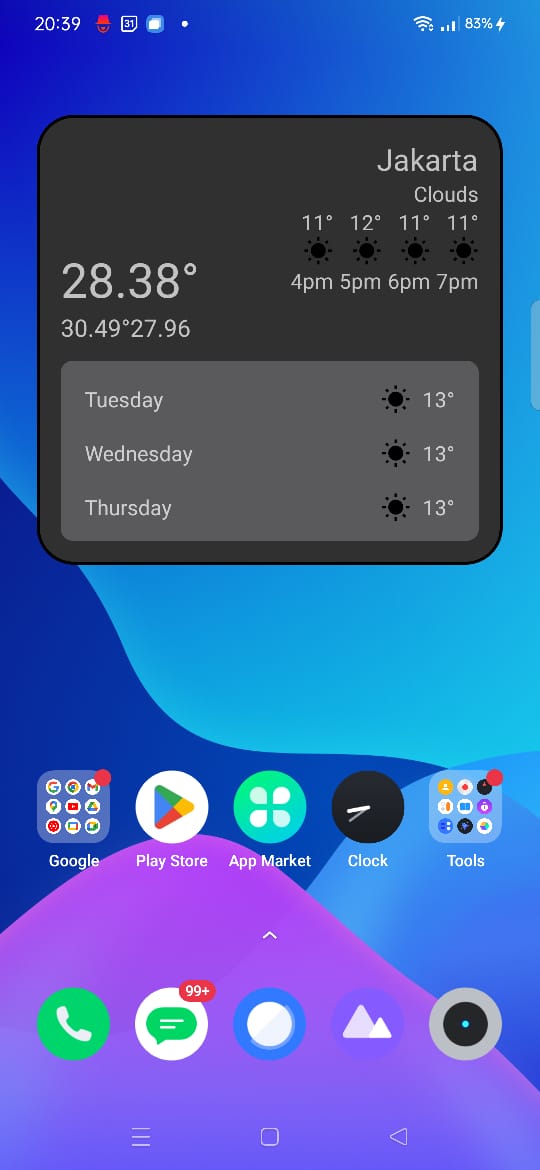 20:39 31 83%
Jakarta
Clouds
11° 12° 11° 11°
4pm 5pm 6pm 7pm
28.38°
30.49°27.96
Tuesday 13°
Wednesday 13°
Thursday 13°
Google Play Store App Market Clock Tools
99+